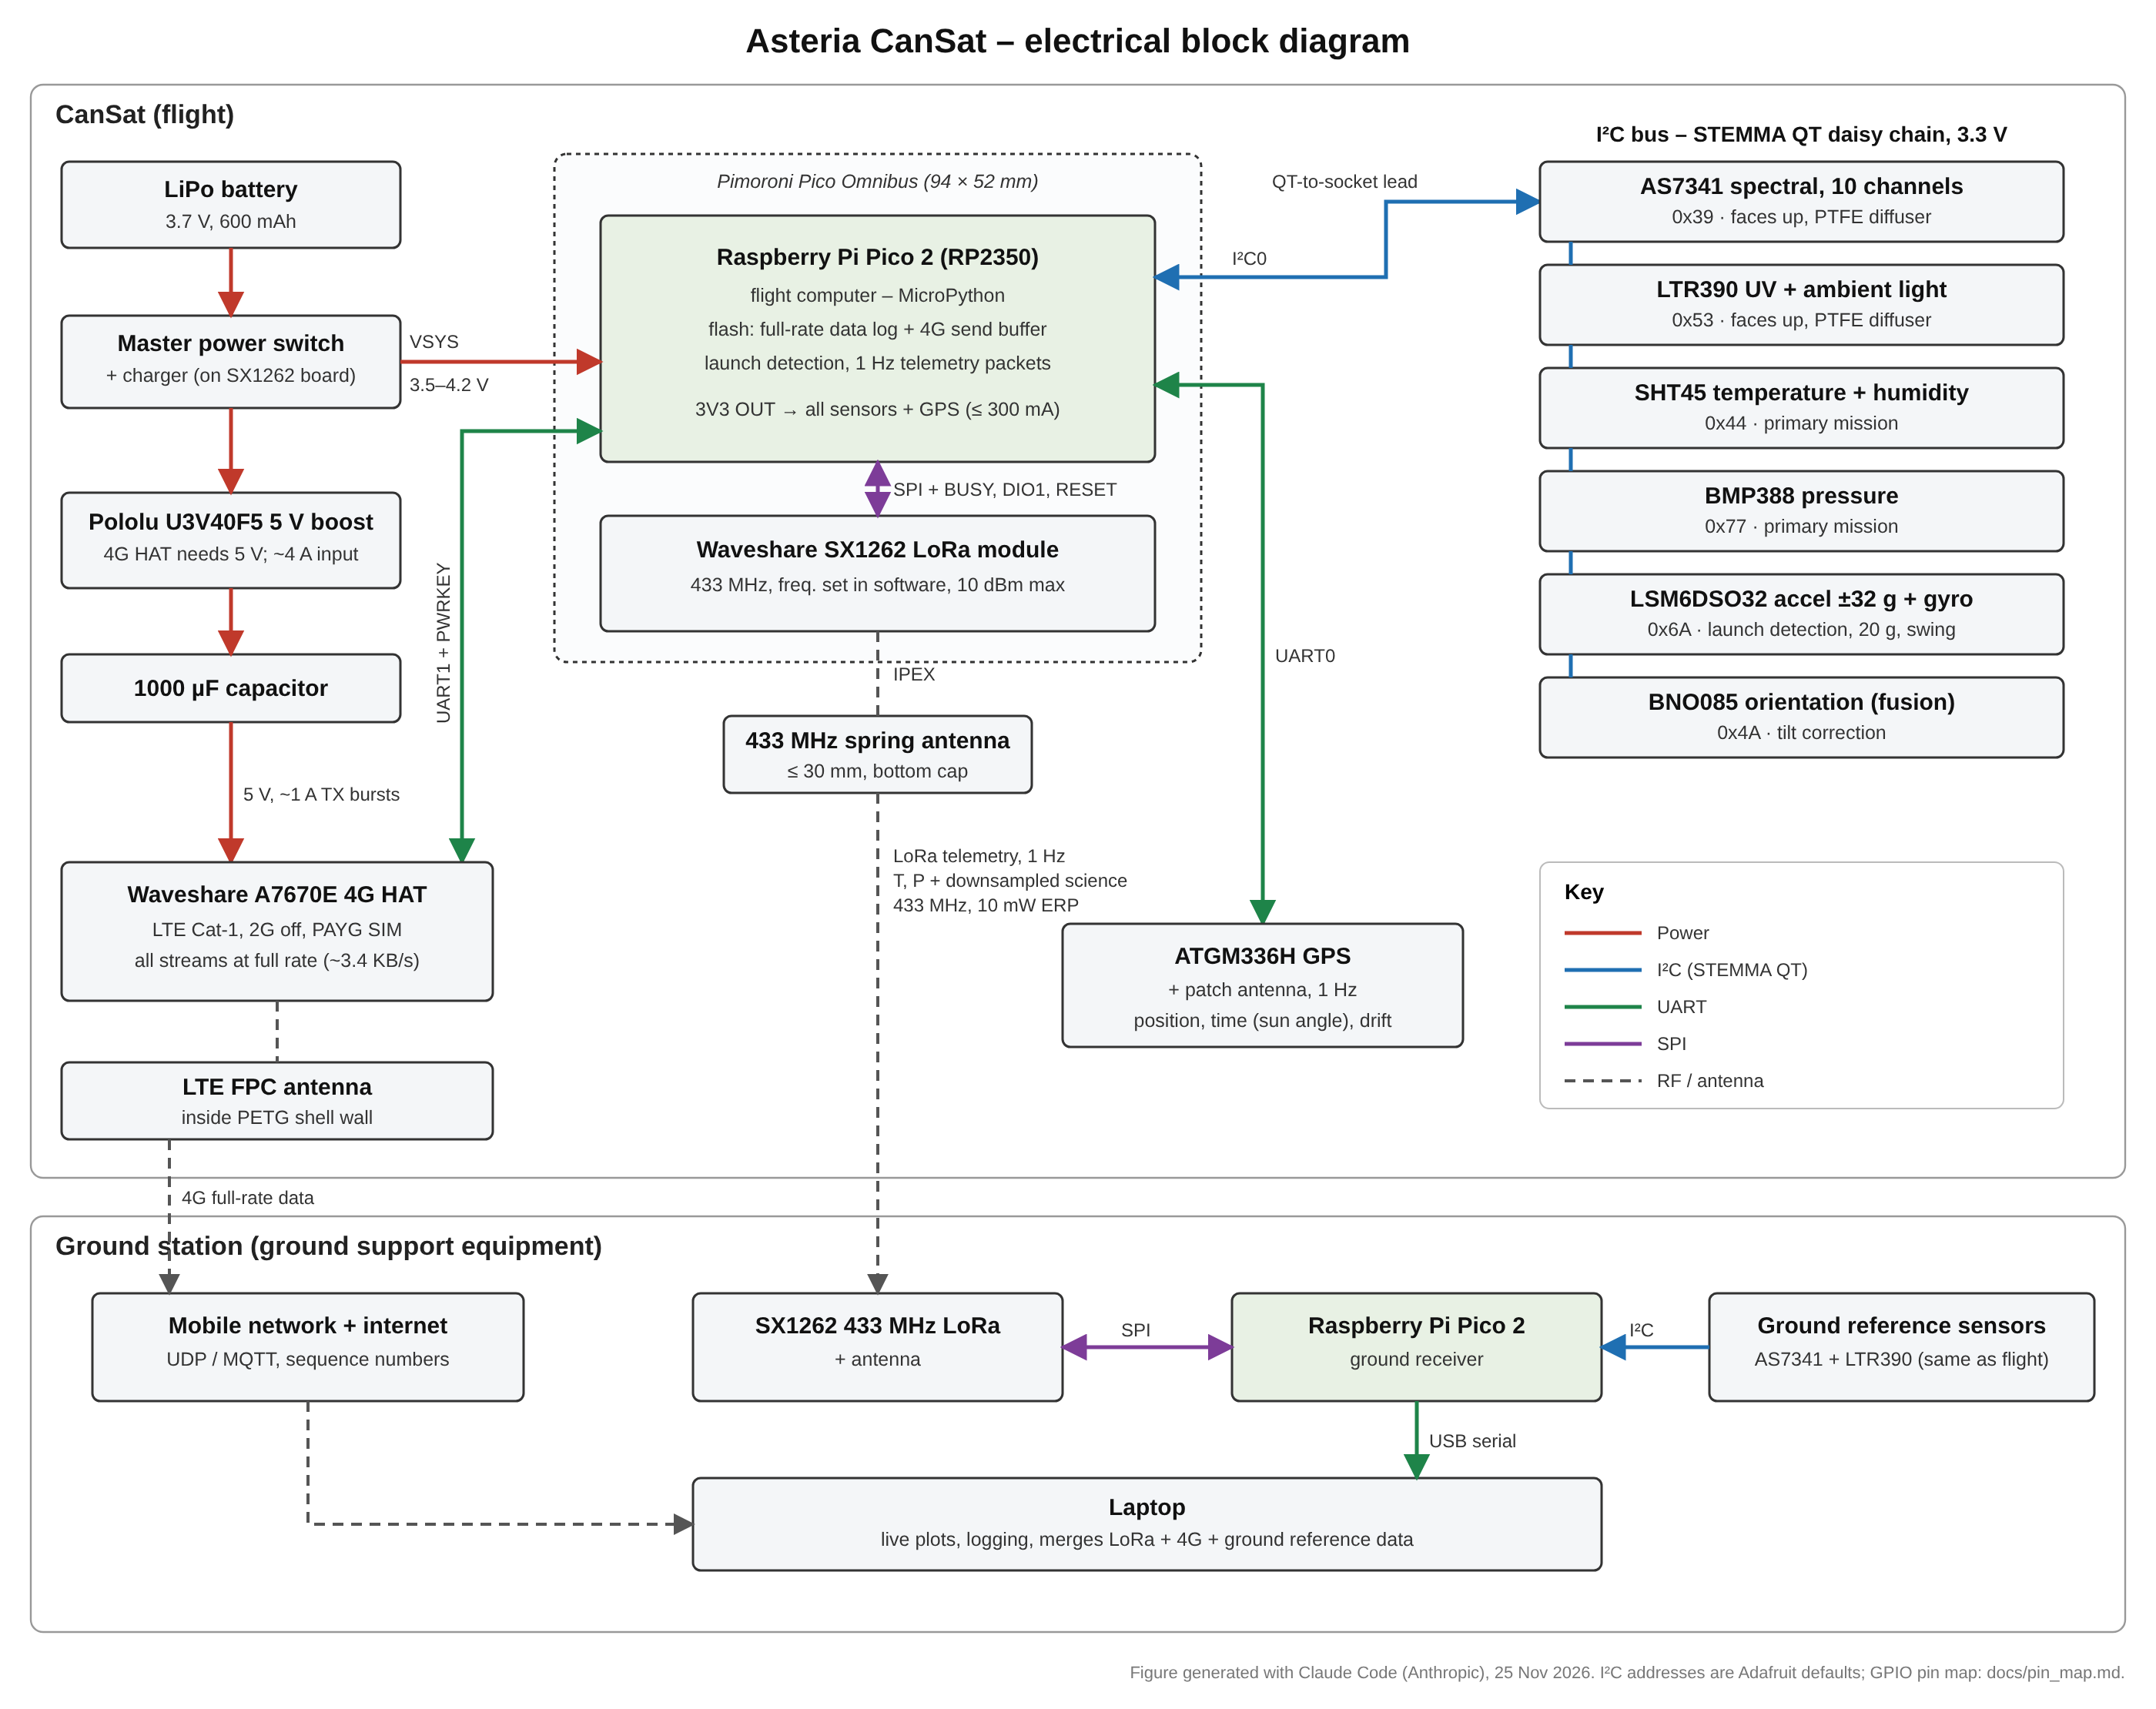 Asteria CanSat – electrical block diagram
CanSat (flight)
LiPo battery
3.7 V, 600 mAh
Master power switch
+ charger (on SX1262 board)
VSYS
3.5–4.2 V
Pololu U3V40F5 5 V boost
4G HAT needs 5 V; ~4 A input
1000 µF capacitor
5 V, ~1 A TX bursts
UART1 + PWRKEY
Waveshare A7670E 4G HAT
LTE Cat-1, 2G off, PAYG SIM
all streams at full rate (~3.4 KB/s)
LTE FPC antenna
inside PETG shell wall
4G full-rate data
Pimoroni Pico Omnibus (94 × 52 mm)
Raspberry Pi Pico 2 (RP2350)
flight computer – MicroPython
flash: full-rate data log + 4G send buffer
launch detection, 1 Hz telemetry packets
3V3 OUT → all sensors + GPS (≤ 300 mA)
SPI + BUSY, DIO1, RESET
Waveshare SX1262 LoRa module
433 MHz, freq. set in software, 10 dBm max
IPEX
433 MHz spring antenna
≤ 30 mm, bottom cap
LoRa telemetry, 1 Hz
T, P + downsampled science
433 MHz, 10 mW ERP
QT-to-socket lead
I²C0
UART0
ATGM336H GPS
+ patch antenna, 1 Hz
position, time (sun angle), drift
I²C bus – STEMMA QT daisy chain, 3.3 V
AS7341 spectral, 10 channels
0x39 · faces up, PTFE diffuser
LTR390 UV + ambient light
0x53 · faces up, PTFE diffuser
SHT45 temperature + humidity
0x44 · primary mission
BMP388 pressure
0x77 · primary mission
LSM6DSO32 accel ±32 g + gyro
0x6A · launch detection, 20 g, swing
BNO085 orientation (fusion)
0x4A · tilt correction
Key
Power
I²C (STEMMA QT)
UART
SPI
RF / antenna
Ground station (ground support equipment)
Mobile network + internet
UDP / MQTT, sequence numbers
SX1262 433 MHz LoRa
+ antenna
SPI
Raspberry Pi Pico 2
ground receiver
I²C
Ground reference sensors
AS7341 + LTR390 (same as flight)
USB serial
Laptop
live plots, logging, merges LoRa + 4G + ground reference data
Figure generated with Claude Code (Anthropic), 25 Nov 2026. I²C addresses are Adafruit defaults; GPIO pin map: docs/pin_map.md.